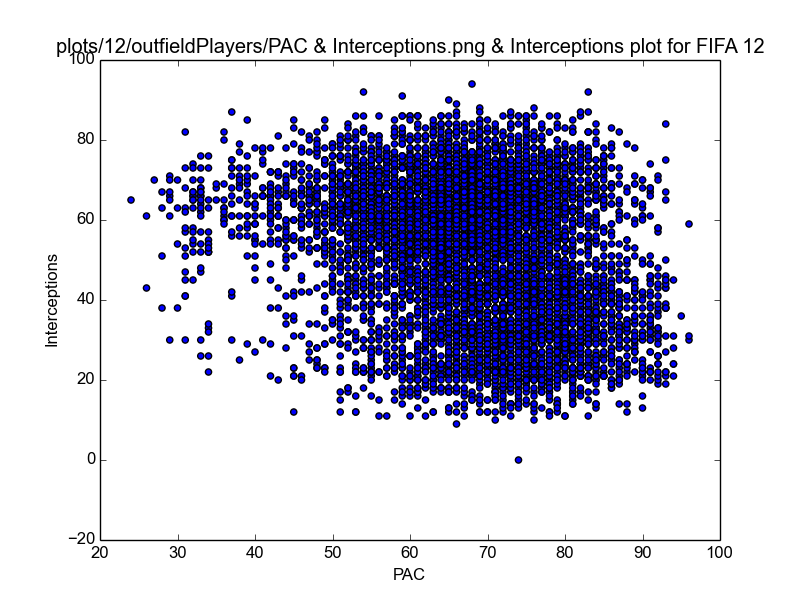 plots/12/outfieldPlayers/PAC & Interceptions.png & Interceptions plot for FIFA 12
100
80
60
40
20
0
−20
Interceptions
20 30 40 50 60 70 80 90 100
PAC